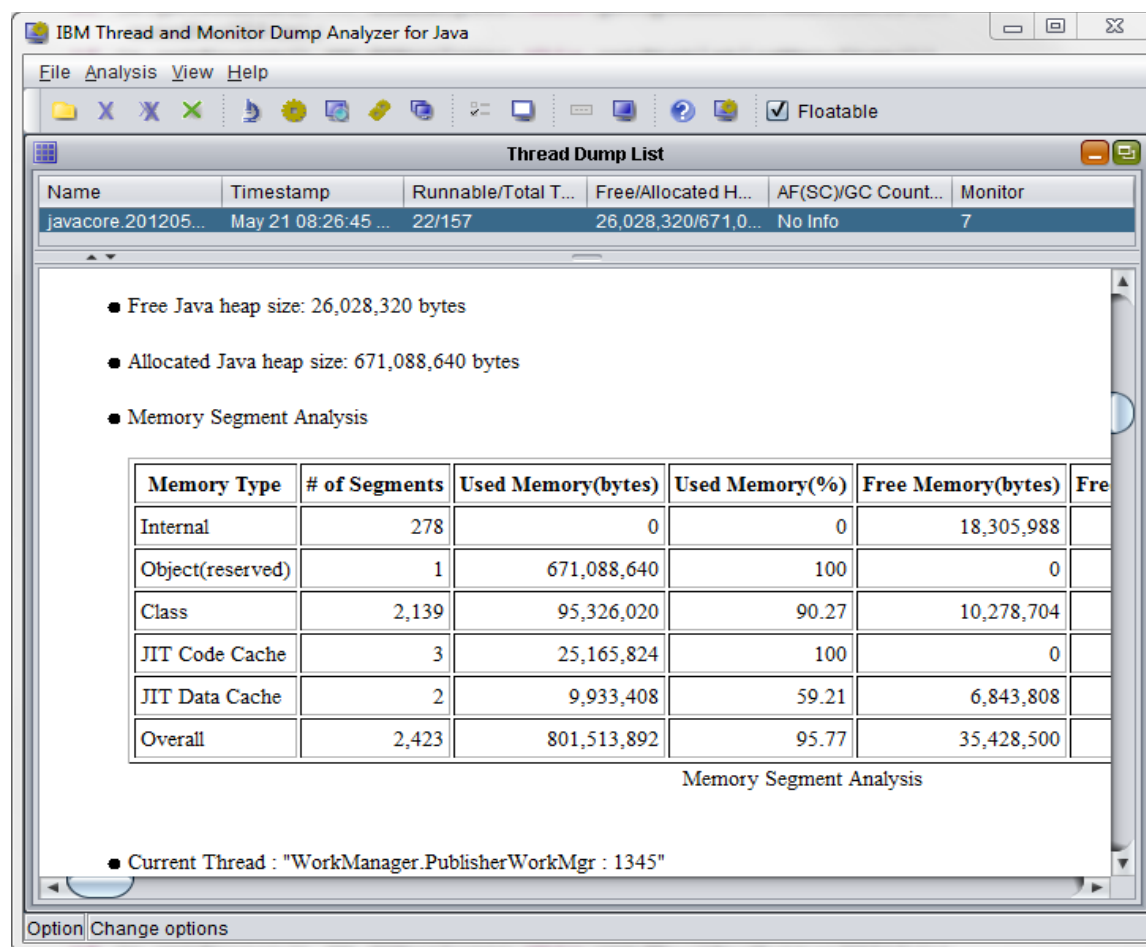 IBM Thread and Monitor Dump Analyzer for Java
File Analysis View Help
Floatable
Thread Dump List
Name Timestamp Runnable/Total T... Free/Allocated H... AF(SC)/GC Count... Monitor
javacore.201205... May 21 08:26:45 ... 22/157 26,028,320/671,0... No Info 7
Free Java heap size: 26,028,320 bytes
Allocated Java heap size: 671,088,640 bytes
Memory Segment Analysis
Memory Type # of Segments Used Memory(bytes) Used Memory(%) Free Memory(bytes) Fre
Internal 278 0 0 18,305,988
Object(reserved) 1 671,088,640 100 0
Class 2,139 95,326,020 90.27 10,278,704
JIT Code Cache 3 25,165,824 100 0
JIT Data Cache 2 9,933,408 59.21 6,843,808
Overall 2,423 801,513,892 95.77 35,428,500
Memory Segment Analysis
Current Thread : "WorkManager.PublisherWorkMgr : 1345"
Option Change options